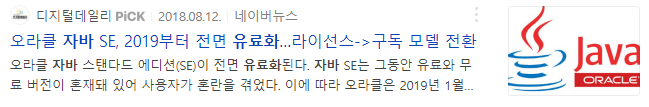 디지털데일리 PiCK | 2018.08.12. | 네이버뉴스
오라클 자바 SE, 2019부터 전면 유료화...라이선스->구독 모델 전환
오라클 자바 스탠다드 에디션(SE)이 전면 유료화된다. 자바 SE는 그동안 유료와 무
료 버전이 혼재돼 있어 사용자가 혼란을 겪었다. 이에 따라 오라클은 2019년 1월...
Java
ORACLE